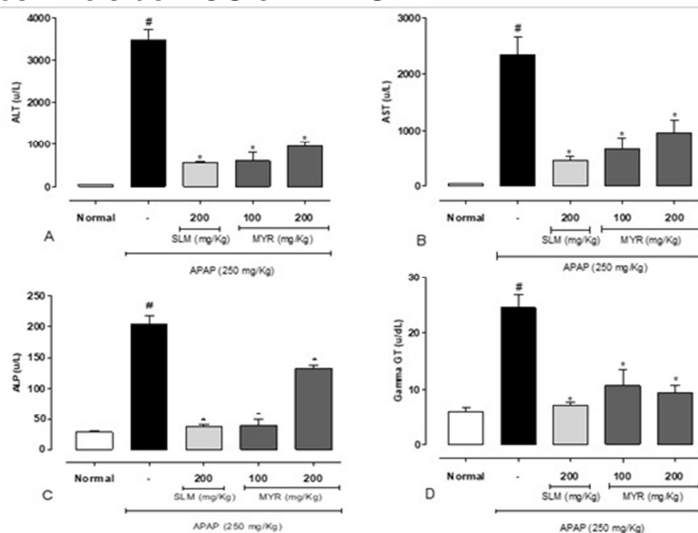 4000
3000
2000
1000
0
ALT (u/L)
#
*
*
*
Normal
-
200
100
200
SLM (mg/Kg)
MYR (mg/Kg)
A
APAP (250 mg/Kg)
3000
2000
1000
0
AST (u/L)
#
*
*
*
Normal
-
200
100
200
SLM (mg/Kg)
MYR (mg/Kg)
B
APAP (250 mg/Kg)
250
200
150
100
50
0
ALP (u/L)
#
Normal
-
200
100
200
SLM (mg/Kg)
MYR (mg/Kg)
C
APAP (250 mg/Kg)
30
20
10
0
Gamma GT (u/dL)
#
*
*
*
Normal
-
200
100
200
SLM (mg/Kg)
MYR (mg/Kg)
D
APAP (250 mg/Kg)